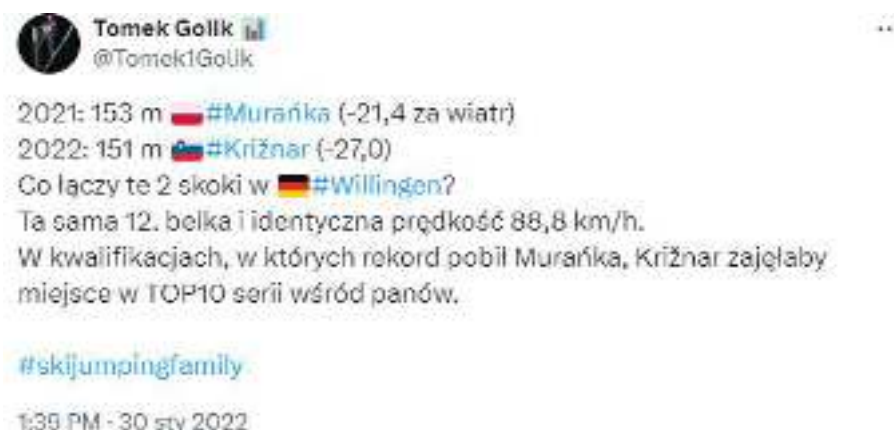 Tomek Golik 📊
@Tomek1Golik
2021: 153 m 🇵🇱#Murańka (-21,4 za wiatr)
2022: 151 m 🇸🇮#Križnar (-27,0)
Co łączy te 2 skoki w 🇩🇪#Willingen?
Ta sama 12. belka i identyczna prędkość 88,8 km/h.
W kwalifikacjach, w których rekord pobił Murańka, Križnar zajęłaby
miejsce w TOP10 serii wśród panów.
#skijumpingfamily
1:39 PM · 30 sty 2022